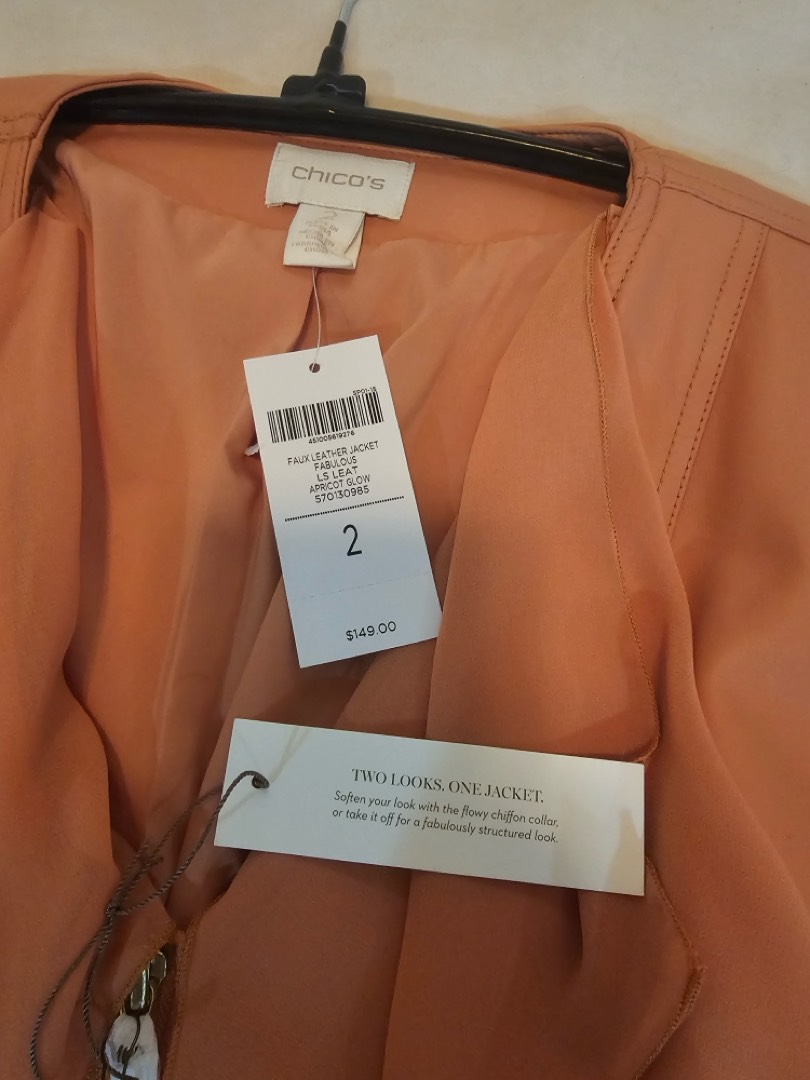 CHICO'S
2
SP01-18
451005619276
FAUX LEATHER JACKET
FABULOUS
LS LEAT
APRICOT GLOW
570130985
2
$149.00
TWO LOOKS. ONE JACKET.
Soften your look with the flowy chiffon collar,
or take it off for a fabulously structured look.